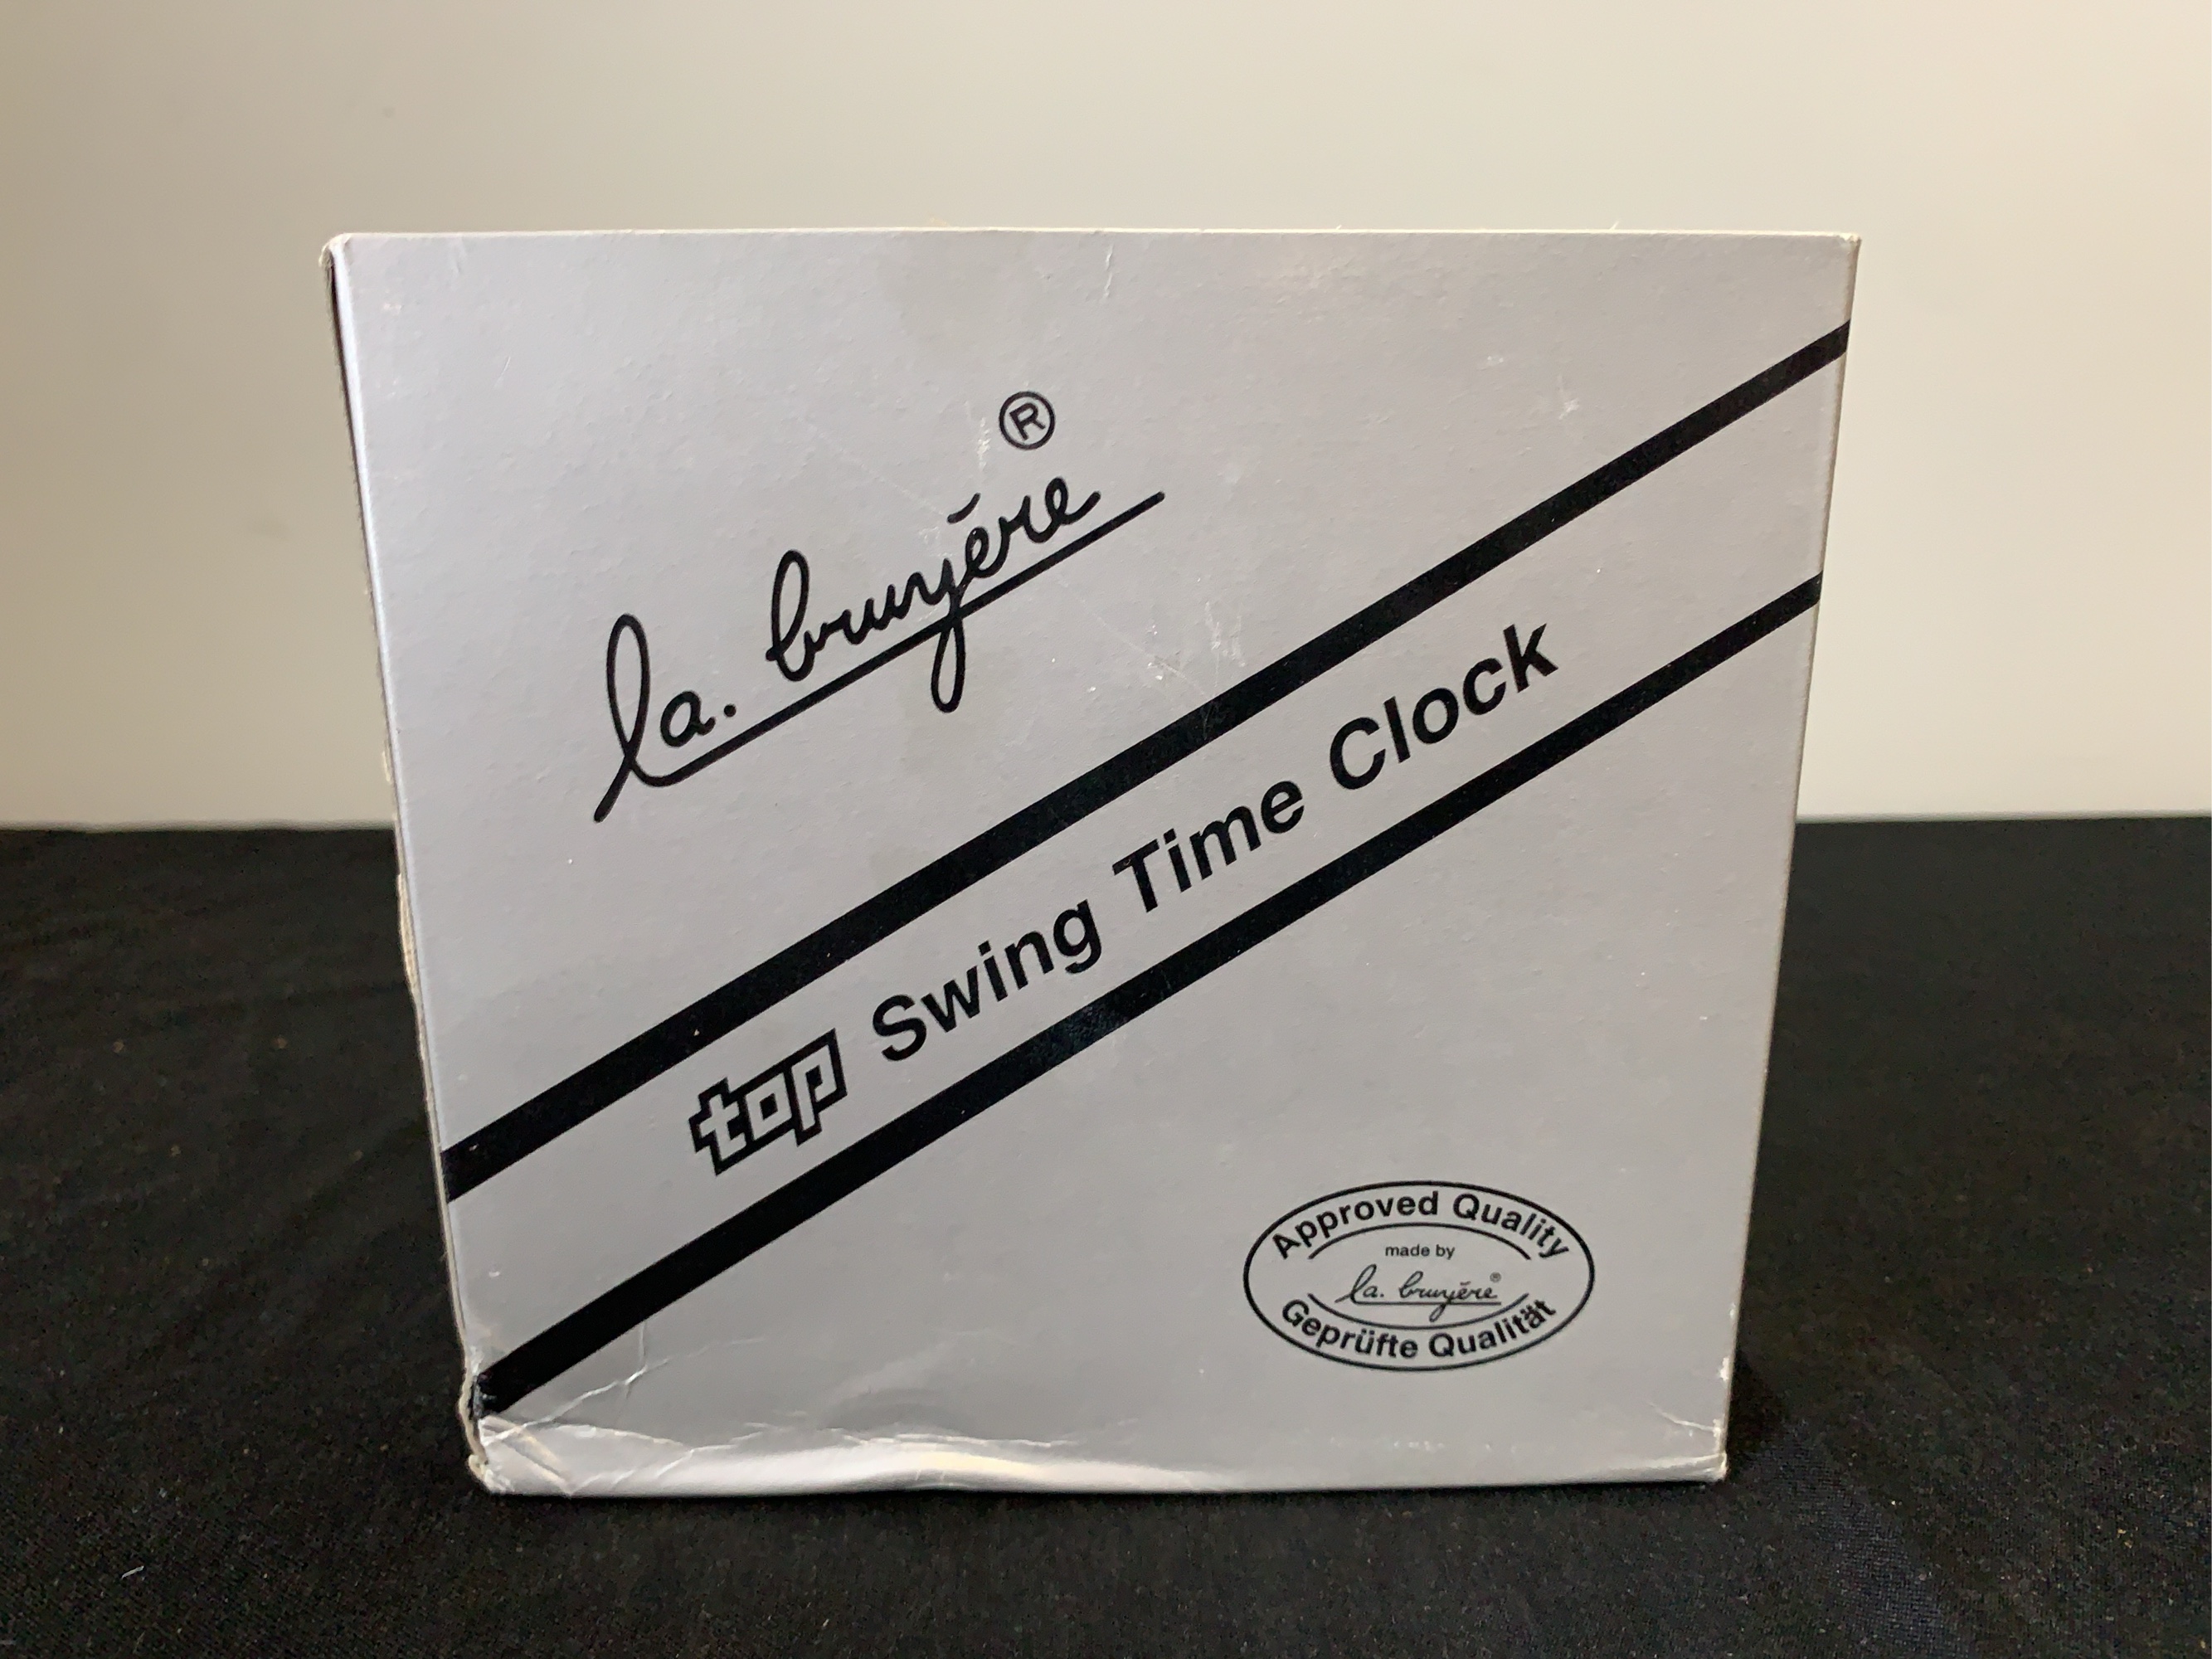 la. bruyère ®
top Swing Time Clock
Approved Quality
made by
la. bruyère ®
Geprüfte Qualität